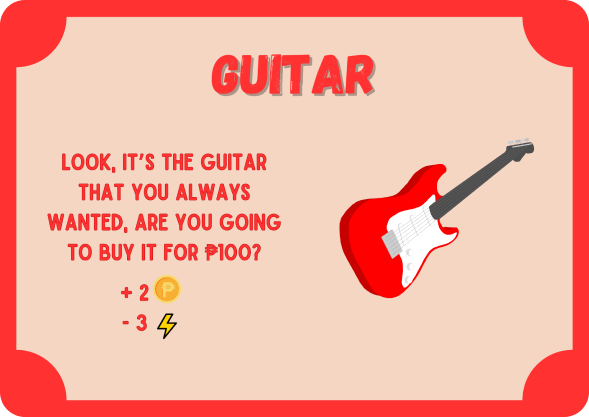 GUITAR
LOOK, IT'S THE GUITAR
THAT YOU ALWAYS
WANTED, ARE YOU GOING
TO BUY IT FOR ₱100?
+ 2 P
- 3